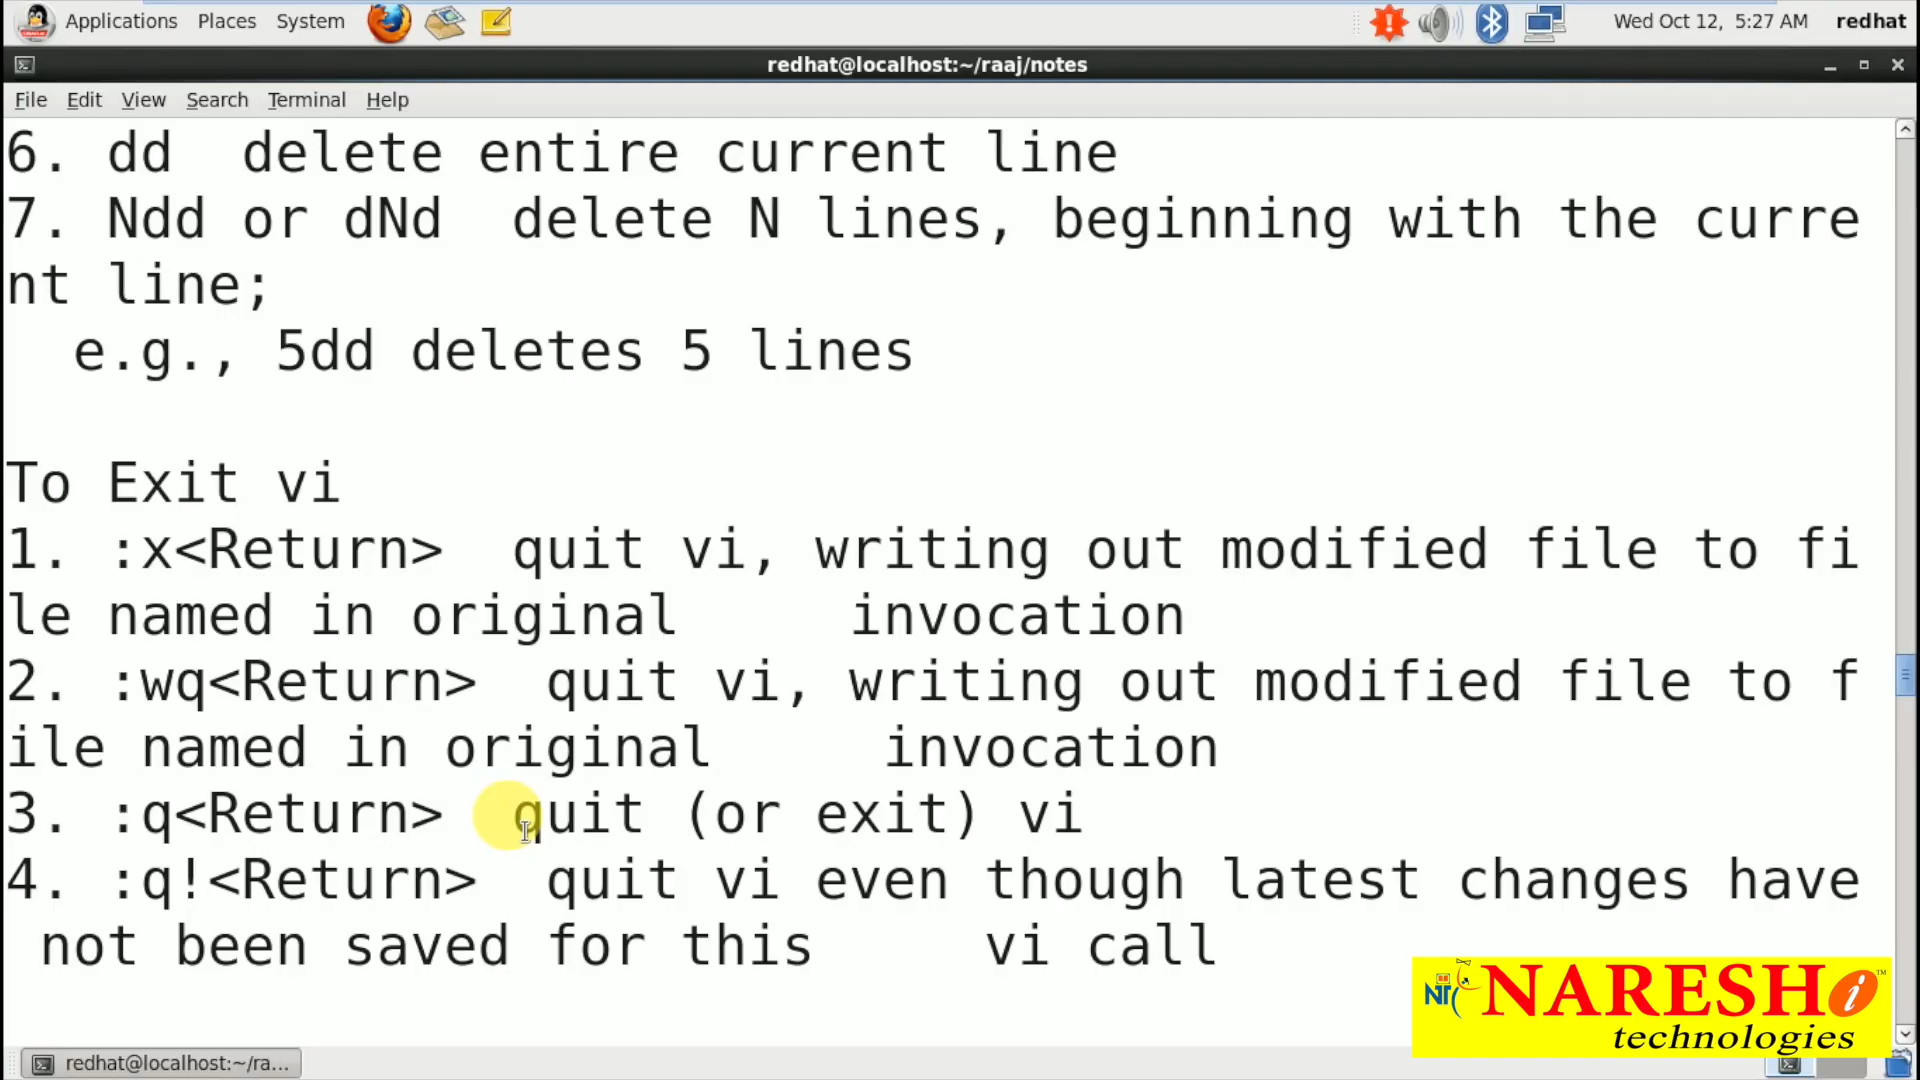 Applications Places System Wed Oct 12, 5:27 AM redhat
redhat@localhost:~/raaj/notes
File Edit View Search Terminal Help
6. dd  delete entire current line
7. Ndd or dNd  delete N lines, beginning with the curre
nt line;
  e.g., 5dd deletes 5 lines
To Exit vi
1. :x<Return>  quit vi, writing out modified file to fi
le named in original     invocation
2. :wq<Return>  quit vi, writing out modified file to f
ile named in original     invocation
3. :q<Return>  quit (or exit) vi
4. :q!<Return>  quit vi even though latest changes have
 not been saved for this     vi call
NT NARESH i ™
technologies
redhat@localhost:~/ra...